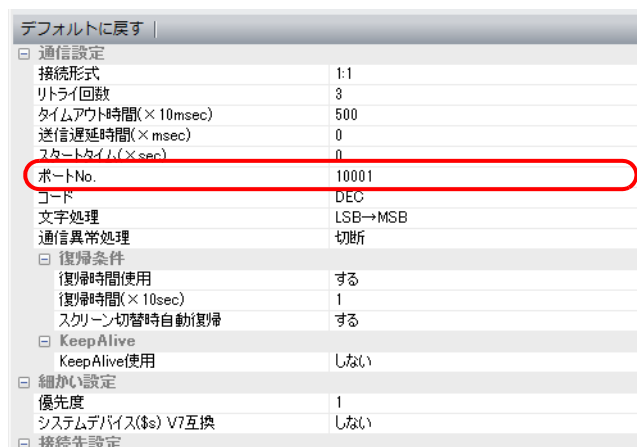 デフォルトに戻す
通信設定
接続形式 1:1
リトライ回数 3
タイムアウト時間(×10msec) 500
送信遅延時間(×msec) 0
スタートタイム(×sec) 0
ポートNo. 10001
コード DEC
文字処理 LSB→MSB
通信異常処理 切断
復帰条件
復帰時間使用 する
復帰時間(×10sec) 1
スクリーン切替時自動復帰 する
KeepAlive
KeepAlive使用 しない
細かい設定
優先度 1
システムデバイス($s) V7互換 しない
接続先設定